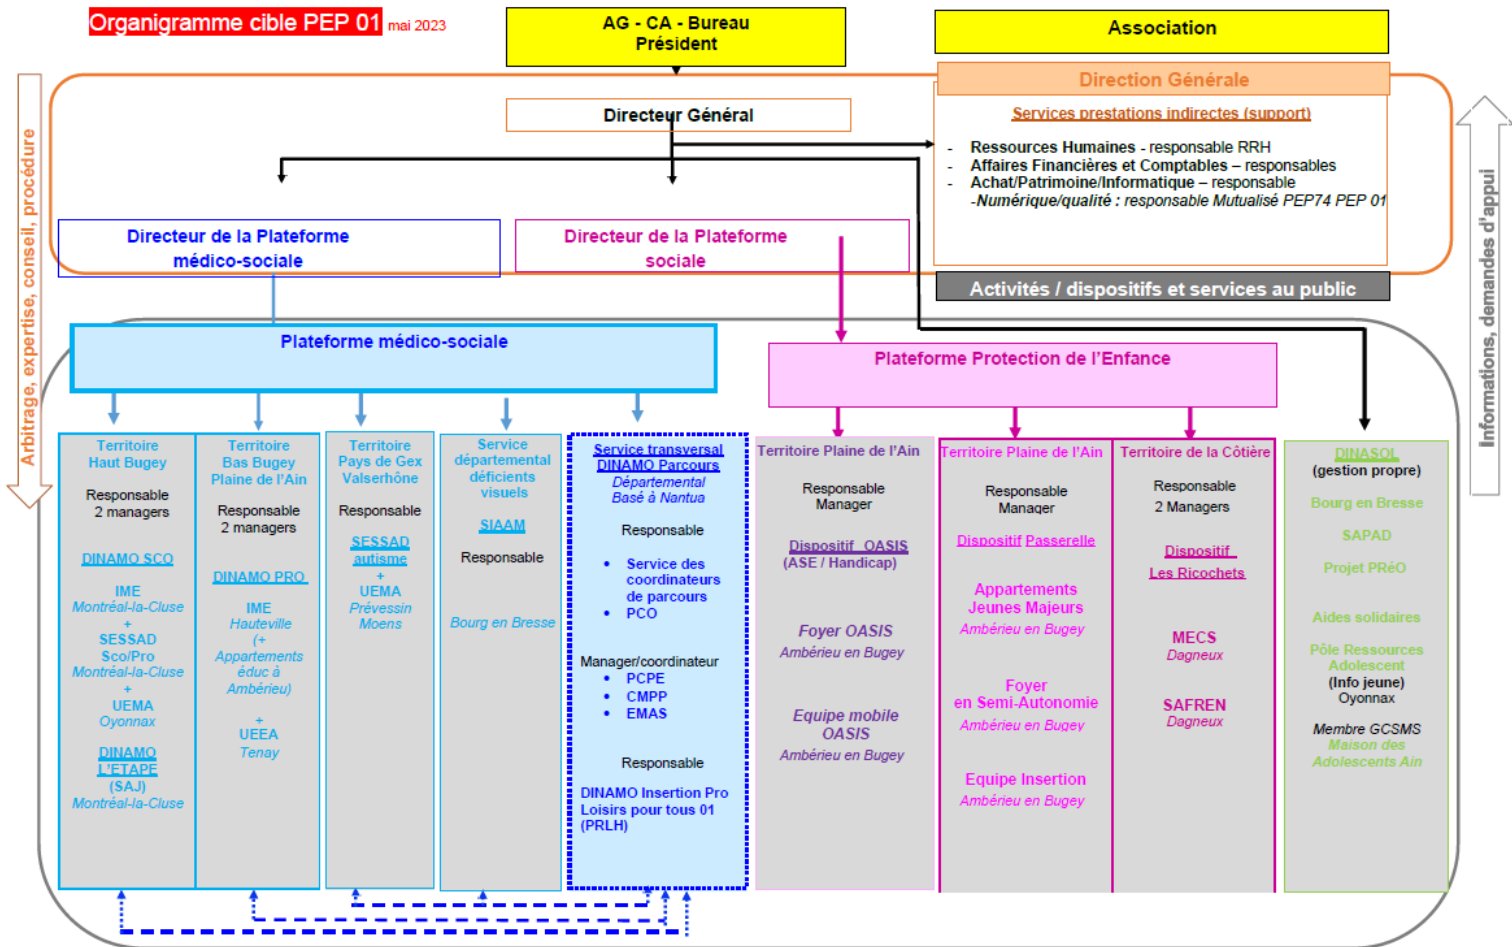 Organigramme cible PEP 01 mai 2023
AG - CA - Bureau
Président
Association
Arbitrage, expertise, conseil, procédure
Informations, demandes d'appui
Directeur Général
Direction Générale
Services prestations indirectes (support)
- Ressources Humaines - responsable RRH
- Affaires Financières et Comptables – responsables
- Achat/Patrimoine/Informatique – responsable
-Numérique/qualité : responsable Mutualisé PEP74 PEP 01
Directeur de la Plateforme
médico-sociale
Directeur de la Plateforme
sociale
Activités / dispositifs et services au public
Plateforme médico-sociale
Plateforme Protection de l'Enfance
Territoire
Haut Bugey
Responsable
2 managers
DINAMO SCO
IME
Montréal-la-Cluse
+
SESSAD
Sco/Pro
Montréal-la-Cluse
+
UEMA
Oyonnax
DINAMO
L'ETAPE
(SAJ)
Montréal-la-Cluse
Territoire
Bas Bugey
Plaine de l'Ain
Responsable
2 managers
DINAMO PRO
IME
Hauteville
(+
Appartements
éduc à
Ambérieu)
+
UEEA
Tenay
Territoire
Pays de Gex
Valserhône
Responsable
SESSAD
autisme
+
UEMA
Prévessin
Moens
Service
départemental
déficients
visuels
SIAAM
Responsable
Bourg en Bresse
Service transversal
DINAMO Parcours
Départemental
Basé à Nantua
Responsable
• Service des
coordinateurs
de parcours
• PCO
Manager/coordinateur
• PCPE
• CMPP
• EMAS
Responsable
DINAMO Insertion Pro
Loisirs pour tous 01
(PRLH)
Territoire Plaine de l'Ain
Responsable
Manager
Dispositif OASIS
(ASE / Handicap)
Foyer OASIS
Ambérieu en Bugey
Equipe mobile
OASIS
Ambérieu en Bugey
Territoire Plaine de l'Ain
Responsable
Manager
Dispositif Passerelle
Appartements
Jeunes Majeurs
Ambérieu en Bugey
Foyer
en Semi-Autonomie
Ambérieu en Bugey
Equipe Insertion
Ambérieu en Bugey
Territoire de la Côtière
Responsable
2 Managers
Dispositif
Les Ricochets
MECS
Dagneux
SAFREN
Dagneux
DINASOL
(gestion propre)
Bourg en Bresse
SAPAD
Projet PRéO
Aides solidaires
Pôle Ressources
Adolescent
(Info jeune)
Oyonnax
Membre GCSMS
Maison des
Adolescents Ain